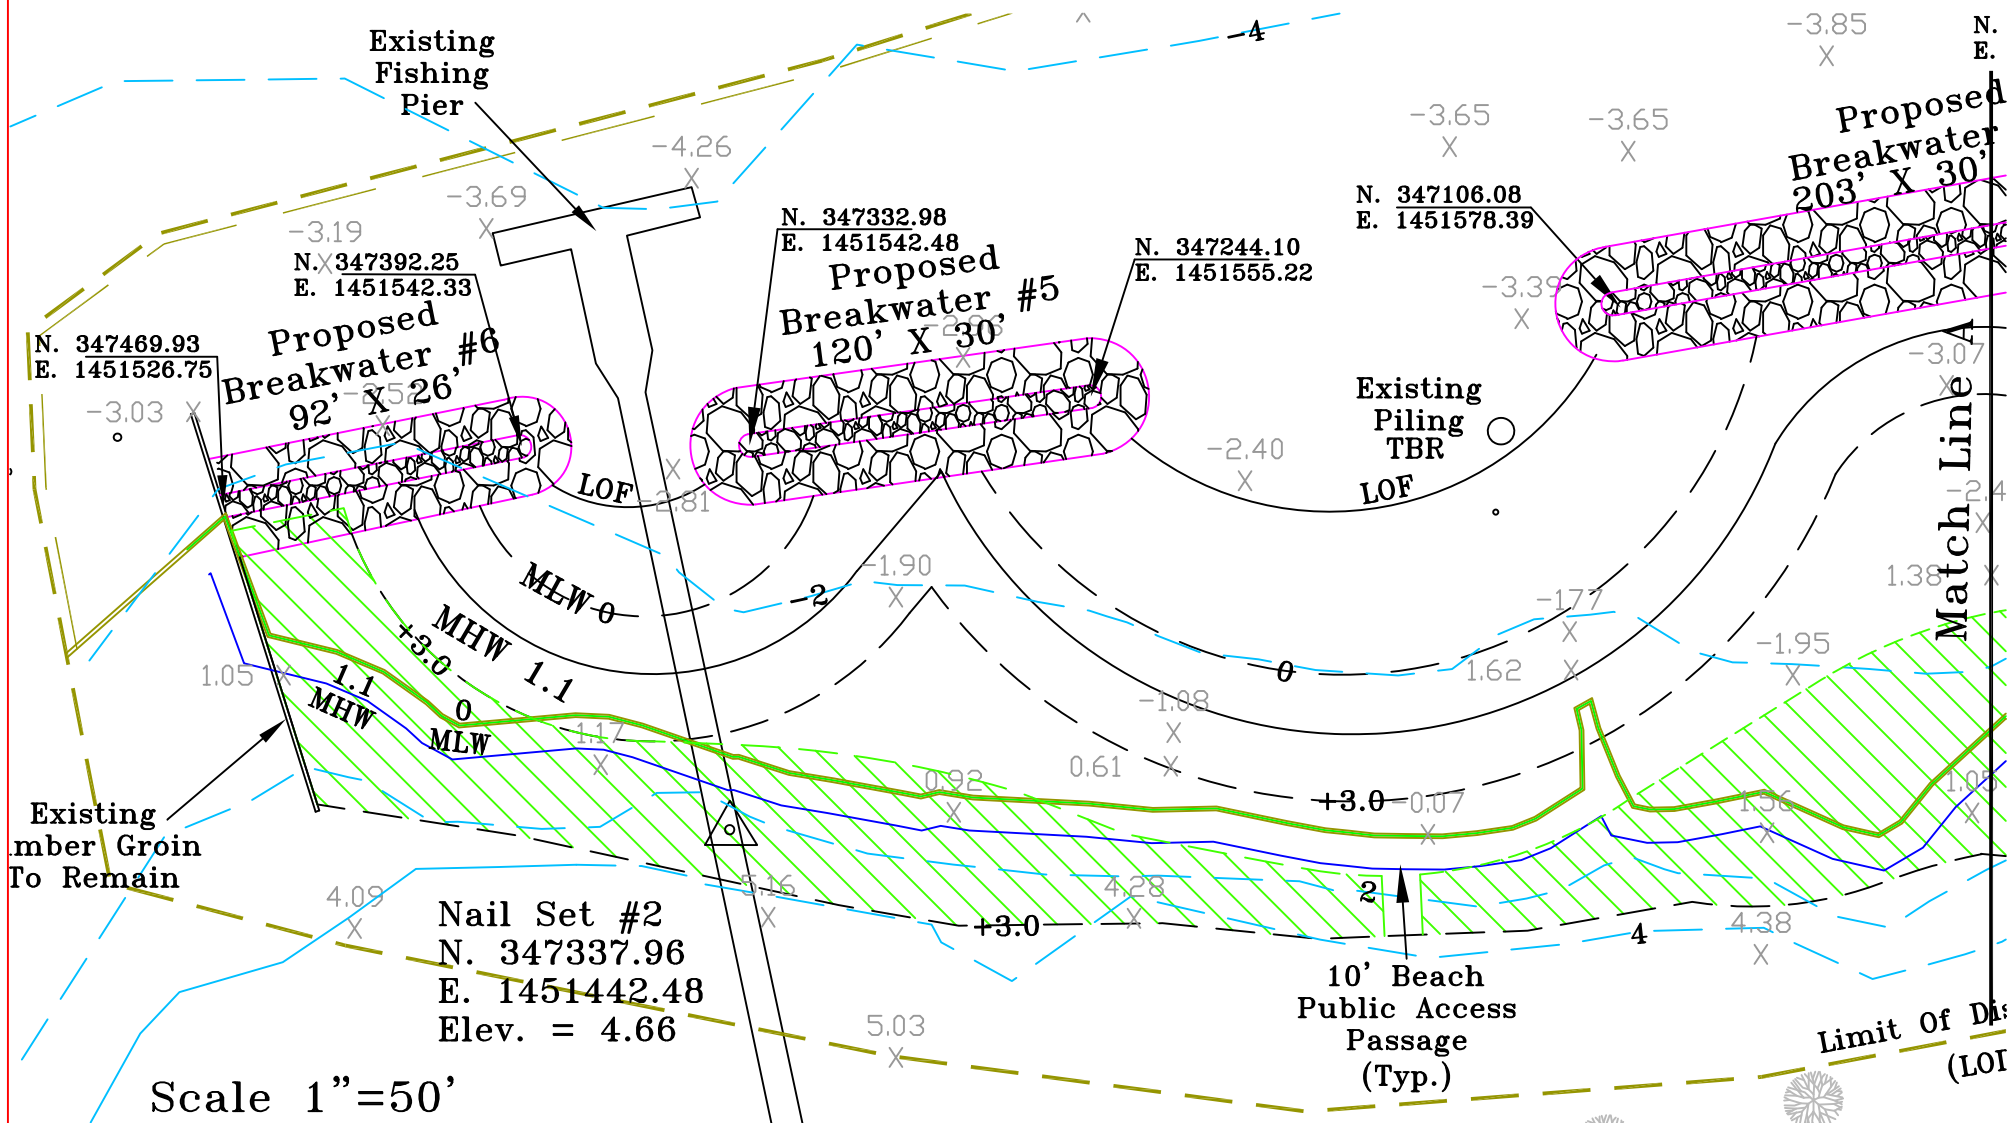 Existing
Fishing
Pier
-4
-3.85
N.
E.
-3.65
-3.65
Proposed
Breakwater
203' X 30'
-4.26
-3.69
-3.19
N. 347392.25
E. 1451542.33
N. 347332.98
E. 1451542.48
N. 347244.10
E. 1451555.22
N. 347106.08
E. 1451578.39
-3.39
Proposed
Breakwater #5
120' X 30'
Proposed
Breakwater #6
92' X 26'
N. 347469.93
E. 1451526.75
-3.03
-2.52
-3.07
Existing
Piling
TBR
-2.40
LOF
LOF
-2.81
Match Line A
-2.4
MLW 0
-2
-1.90
1.38
-177
MHW 1.1
+3.0
0
1.62
-1.95
1.05
1.1
MHW
0
MLW
1.17
-1.08
0.61
0.92
+3.0
-0.07
1.56
1.05
Existing
mber Groin
To Remain
4.09
5.16
4.28
2
4
4.38
+3.0
Nail Set #2
N. 347337.96
E. 1451442.48
Elev. = 4.66
10' Beach
Public Access
Passage
(Typ.)
5.03
Limit Of Dis
(LOD
Scale 1"=50'